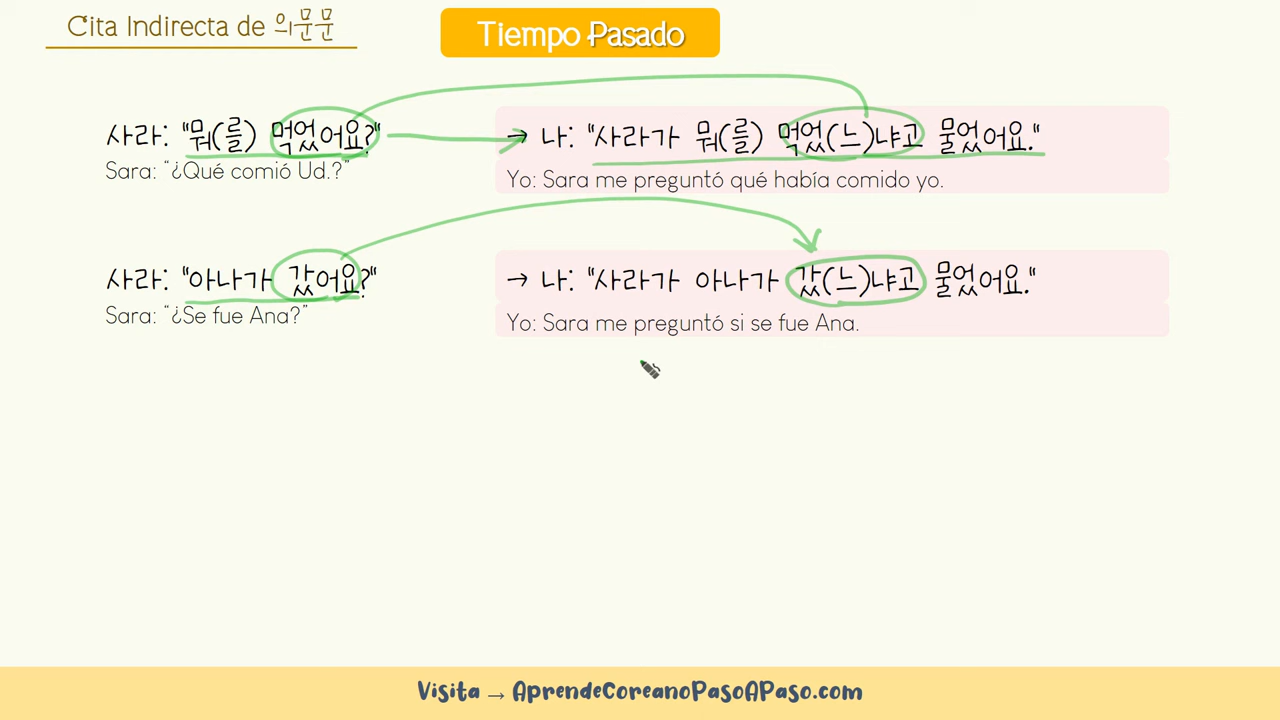 Cita Indirecta de 의문문
Tiempo Pasado
사라: "뭐(를) 먹었어요?"
→ 나: "사라가 뭐(를) 먹었(느)냐고 물었어요."
Sara: “¿Qué comió Ud.?”
Yo: Sara me preguntó qué había comido yo.
사라: "아나가 갔어요?"
→ 나: "사라가 아나가 갔(느)냐고 물었어요."
Sara: “¿Se fue Ana?”
Yo: Sara me preguntó si se fue Ana.
Visita → AprendeCoreanoPasoAPaso.com